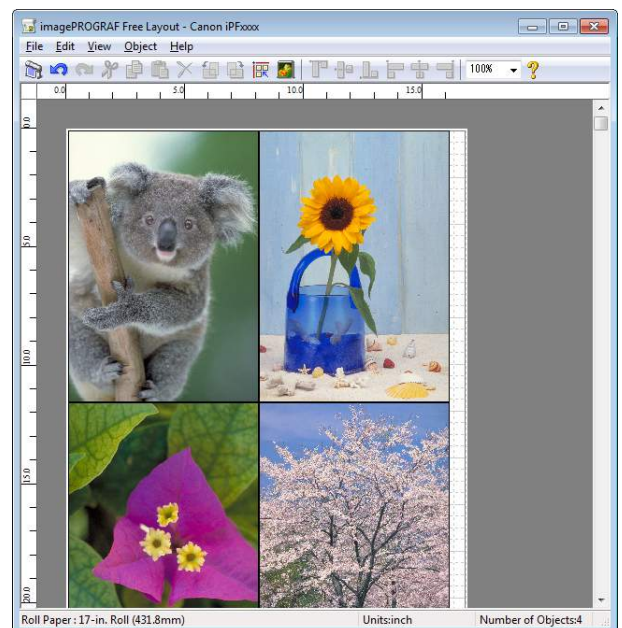 imagePROGRAF Free Layout - Canon iPFxxxx
File Edit View Object Help
100%
0.0 5.0 10.0 15.0
0.0
5.0
10.0
15.0
20.0
Roll Paper : 17-in. Roll (431.8mm) Units:inch Number of Objects:4